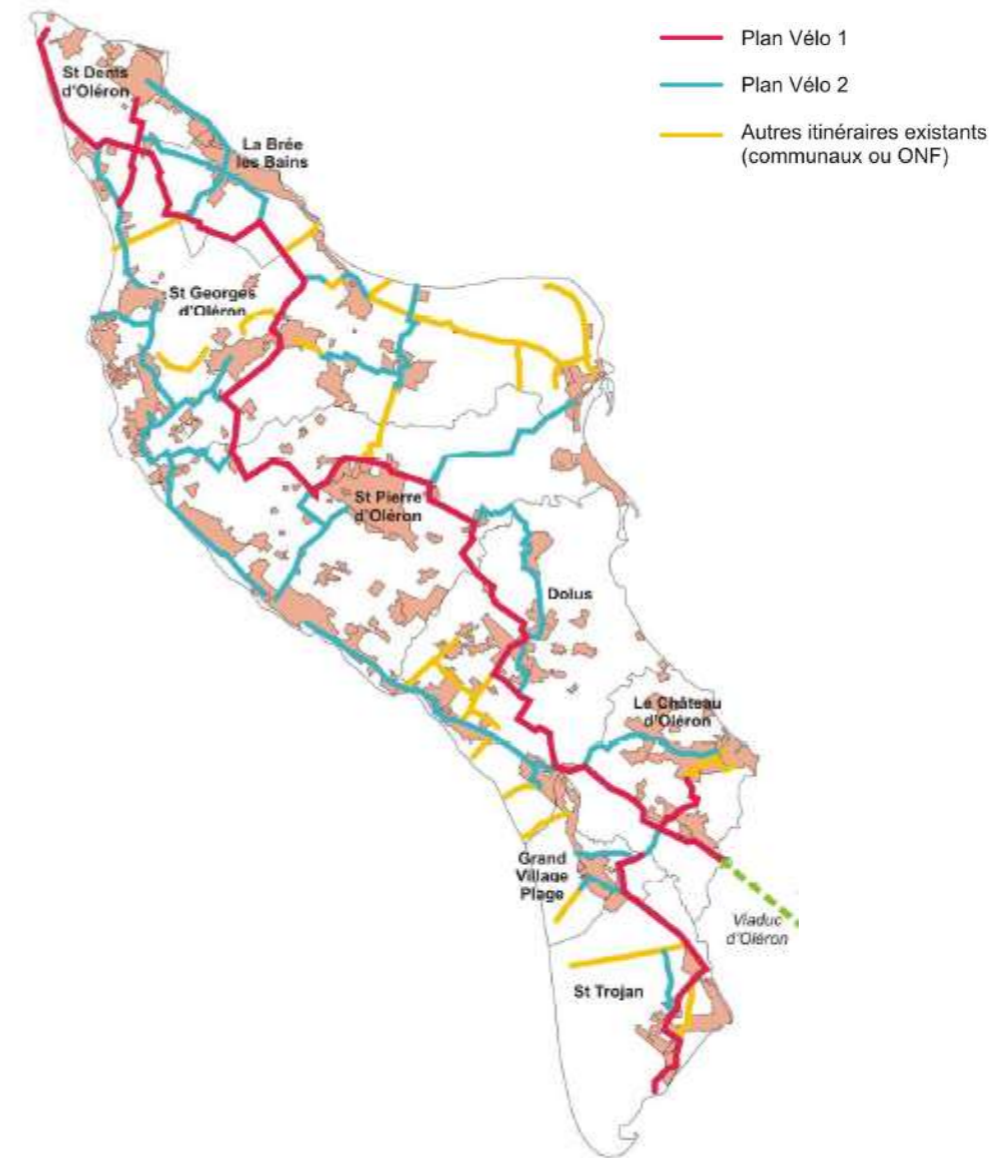 Plan Vélo 1
Plan Vélo 2
Autres itinéraires existants
(communaux ou ONF)
St Denis
d'Oléron
La Brée
les Bains
St Georges
d'Oléron
St Pierre
d'Oléron
Dolus
Le Château
d'Oléron
Grand
Village
Plage
Viaduc
d'Oléron
St Trojan